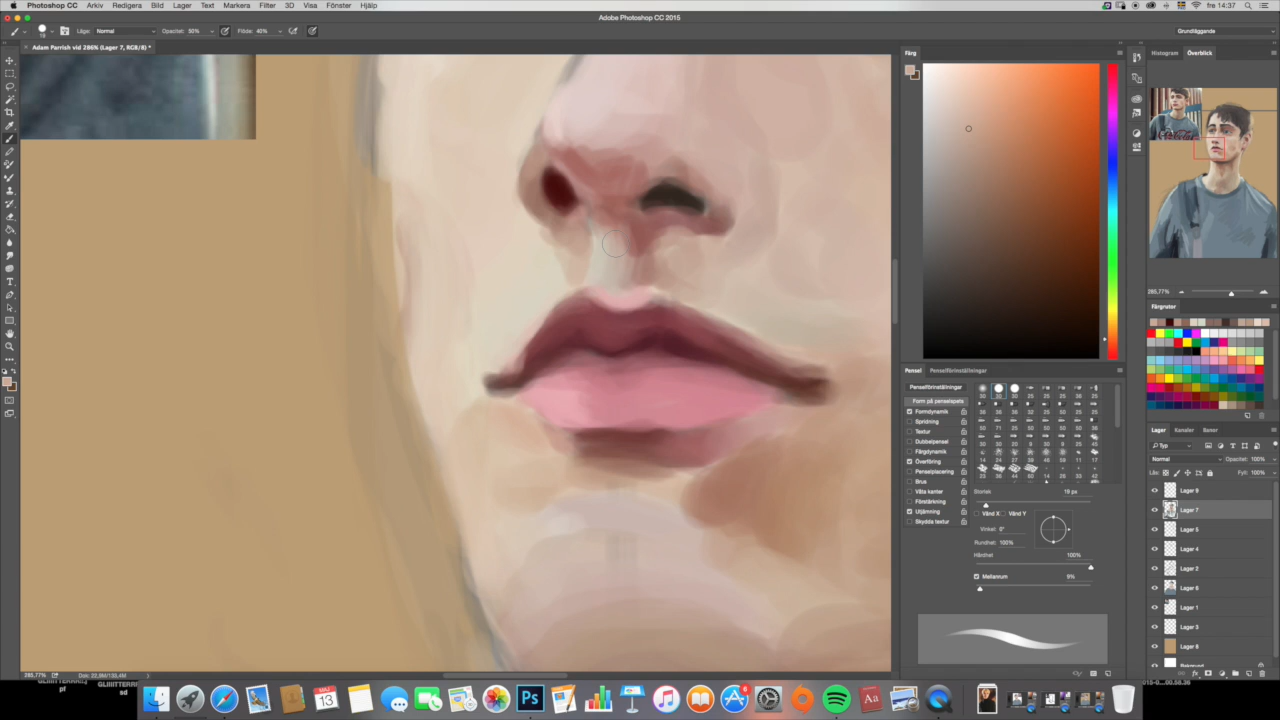 Photoshop CC Arkiv Redigera Bild Lager Text Markera Filter 3D Visa Fönster Hjälp fre 14:37
Adobe Photoshop CC 2015
Läge: Normal Opacitet: 50% Flöde: 40% Grundläggande
Adam Parrish vid 286% (Lager 7, RGB/8) *
Färg
Histogram Överblick
285,77%
Färgrutor
Pensel Penselförinställningar
Penselförinställningar
Form på penselspets
Formdynamik
Spridning
Textur
Dubbelpensel
Färgdynamik
Överföring
Penselplacering
Brus
Våta kanter
Förstärkning
Utjämning
Skydda textur
Storlek 19 px
Vänd X Vänd Y
Vinkel: 0°
Rundhet: 100%
Hårdhet 100%
Mellanrum 9%
Lager Kanaler Banor
Typ
Normal Opacitet: 100%
Lås: Fyll: 100%
Lager 9
Lager 7
Lager 5
Lager 4
Lager 2
Lager 6
Lager 1
Lager 3
Lager 8
Bakgrund
285,77%
MAJ
13